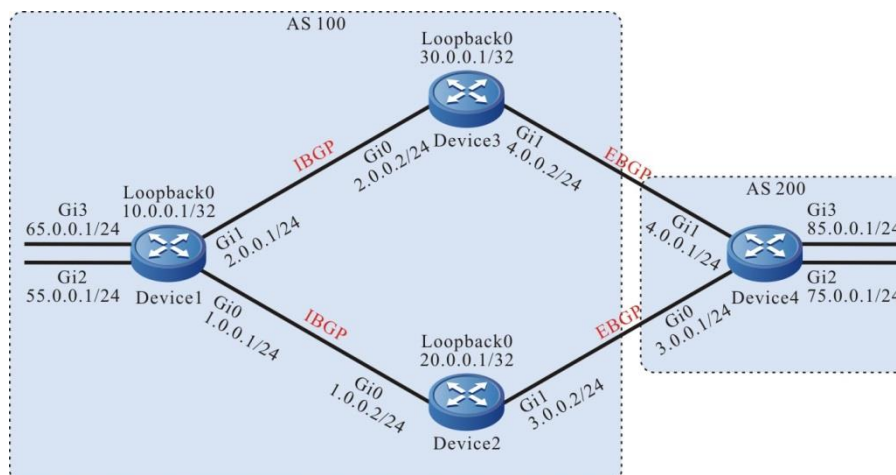 AS 100
Loopback0
30.0.0.1/32
Device3
IBGP
Gi0
2.0.0.2/24
Gi1
4.0.0.2/24
EBGP
AS 200
Loopback0
10.0.0.1/32
Gi3
65.0.0.1/24
Gi2
55.0.0.1/24
Device1
Gi1
2.0.0.1/24
Gi0
1.0.0.1/24
Gi1
4.0.0.1/24
Gi3
85.0.0.1/24
Gi2
75.0.0.1/24
Device4
Gi0
3.0.0.1/24
IBGP
EBGP
Loopback0
20.0.0.1/32
Gi0
1.0.0.2/24
Gi1
3.0.0.2/24
Device2